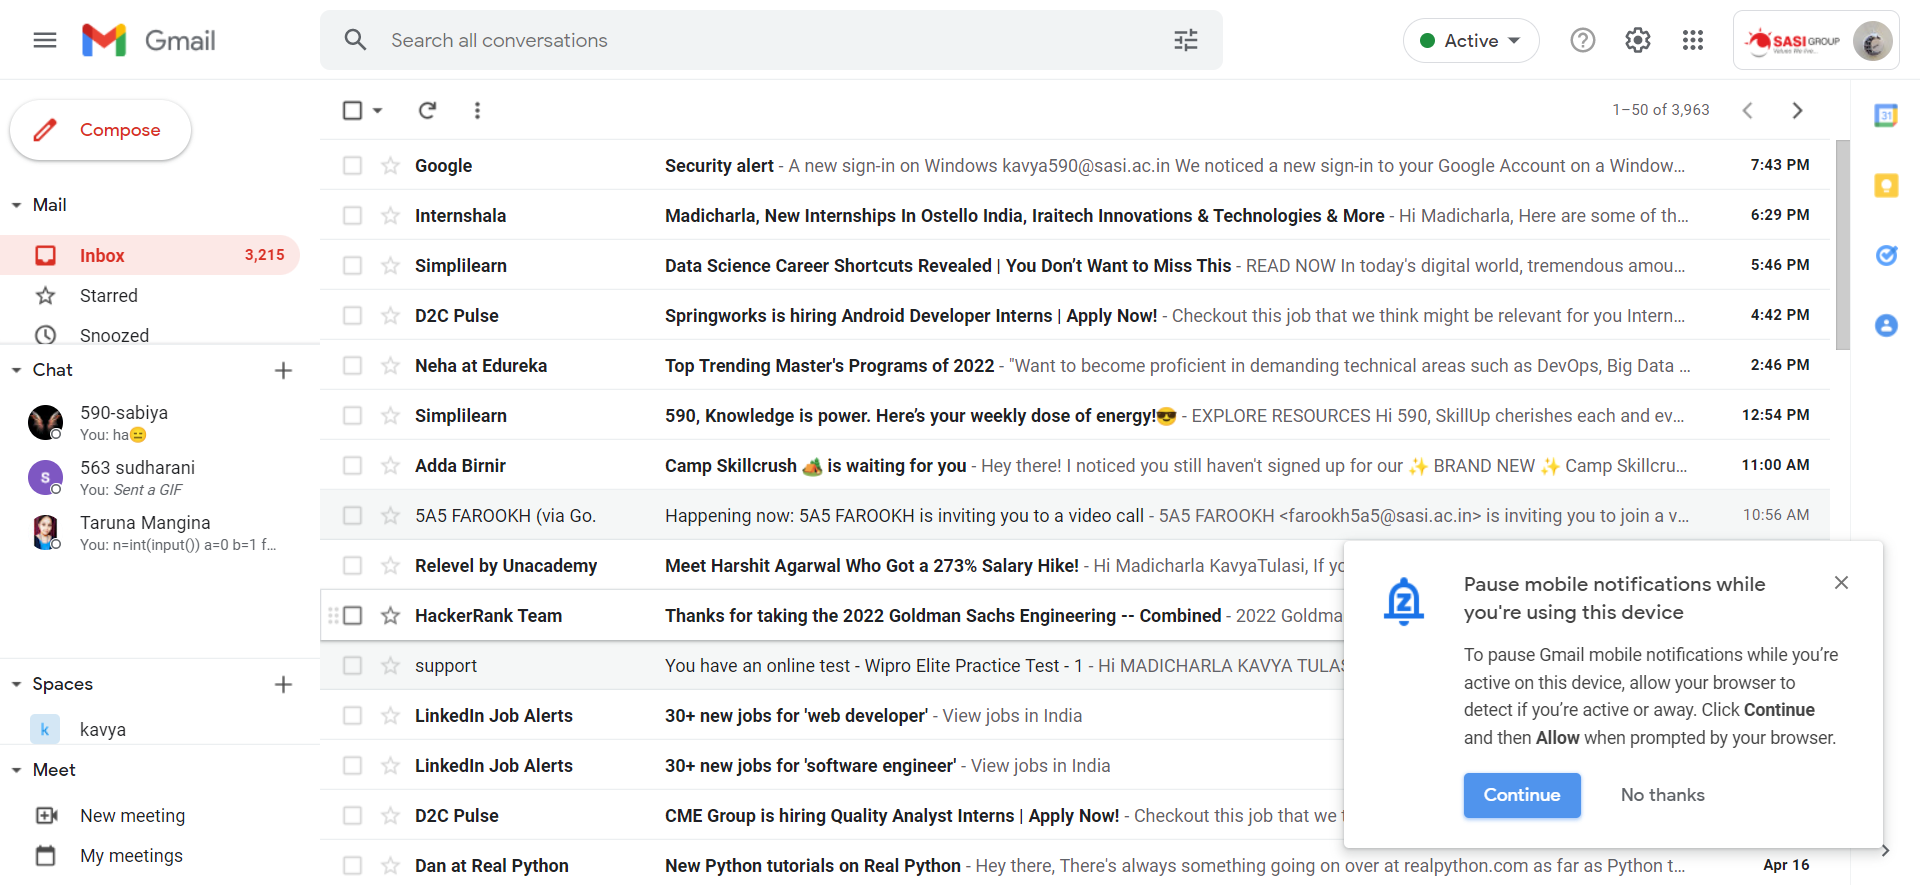 Gmail
Search all conversations
Active
SASI GROUP
Compose
1–50 of 3,963
31
Mail
Inbox 3,215
Starred
Snoozed
Chat
590-sabiya
You: ha😑
S
563 sudharani
You: Sent a GIF
Taruna Mangina
You: n=int(input()) a=0 b=1 f...
Spaces
k
kavya
Meet
New meeting
My meetings
Google Security alert - A new sign-in on Windows kavya590@sasi.ac.in We noticed a new sign-in to your Google Account on a Window... 7:43 PM
Internshala Madicharla, New Internships In Ostello India, Iraitech Innovations & Technologies & More - Hi Madicharla, Here are some of th... 6:29 PM
Simplilearn Data Science Career Shortcuts Revealed | You Don’t Want to Miss This - READ NOW In today's digital world, tremendous amou... 5:46 PM
D2C Pulse Springworks is hiring Android Developer Interns | Apply Now! - Checkout this job that we think might be relevant for you Intern... 4:42 PM
Neha at Edureka Top Trending Master's Programs of 2022 - "Want to become proficient in demanding technical areas such as DevOps, Big Data ... 2:46 PM
Simplilearn 590, Knowledge is power. Here’s your weekly dose of energy!😎 - EXPLORE RESOURCES Hi 590, SkillUp cherishes each and ev... 12:54 PM
Adda Birnir Camp Skillcrush 🏕️ is waiting for you - Hey there! I noticed you still haven't signed up for our ✨ BRAND NEW ✨ Camp Skillcru... 11:00 AM
5A5 FAROOKH (via Go. Happening now: 5A5 FAROOKH is inviting you to a video call - 5A5 FAROOKH <farookh5a5@sasi.ac.in> is inviting you to join a v... 10:56 AM
Relevel by Unacademy Meet Harshit Agarwal Who Got a 273% Salary Hike! - Hi Madicharla KavyaTulasi, If yo
HackerRank Team Thanks for taking the 2022 Goldman Sachs Engineering -- Combined - 2022 Goldma
support You have an online test - Wipro Elite Practice Test - 1 - Hi MADICHARLA KAVYA TULAS
LinkedIn Job Alerts 30+ new jobs for 'web developer' - View jobs in India
LinkedIn Job Alerts 30+ new jobs for 'software engineer' - View jobs in India
D2C Pulse CME Group is hiring Quality Analyst Interns | Apply Now! - Checkout this job that we t
Dan at Real Python New Python tutorials on Real Python - Hey there, There's always something going on over at realpython.com as far as Python t... Apr 16
Pause mobile notifications while
you're using this device
To pause Gmail mobile notifications while you’re
active on this device, allow your browser to
detect if you’re active or away. Click Continue
and then Allow when prompted by your browser.
Continue No thanks